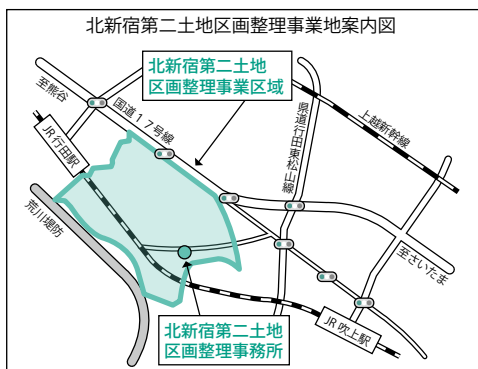 北新宿第二土地区画整理事業地案内図
至熊谷
北新宿第二土地
区画整理事業区域
国道17号線
JR行田駅
県道行田東松山線
上越新幹線
荒川堤防
至さいたま
北新宿第二土地
区画整理事務所
JR吹上駅